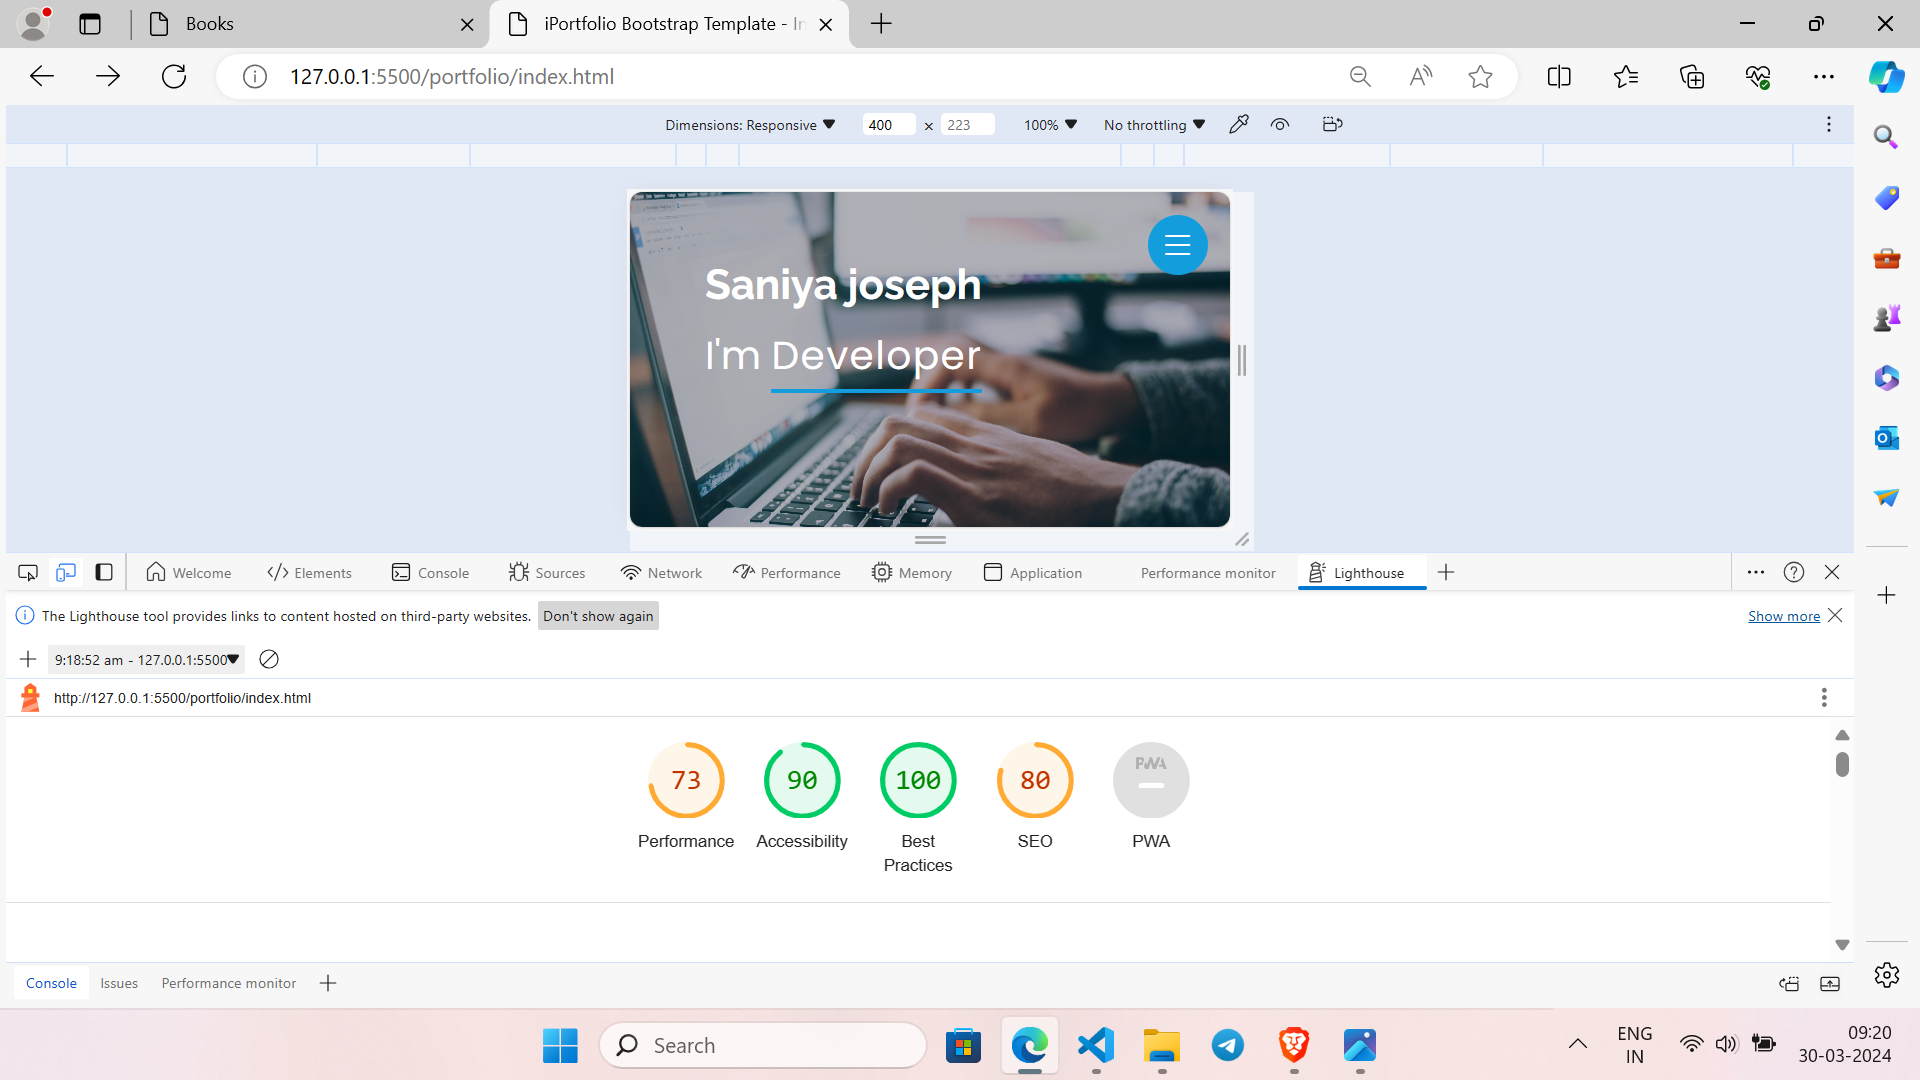 Books
iPortfolio Bootstrap Template - In
127.0.0.1:5500/portfolio/index.html
Dimensions: Responsive 400 × 223 100% No throttling
Saniya joseph
I'm Developer
Welcome Elements Console Sources Network Performance Memory Application Performance monitor Lighthouse
The Lighthouse tool provides links to content hosted on third-party websites. Don't show again Show more
9:18:52 am - 127.0.0.1:5500
http://127.0.0.1:5500/portfolio/index.html
73 90 100 80 PWA
Performance Accessibility Best Practices SEO PWA
Console Issues Performance monitor
Search
ENG
IN
09:20
30-03-2024